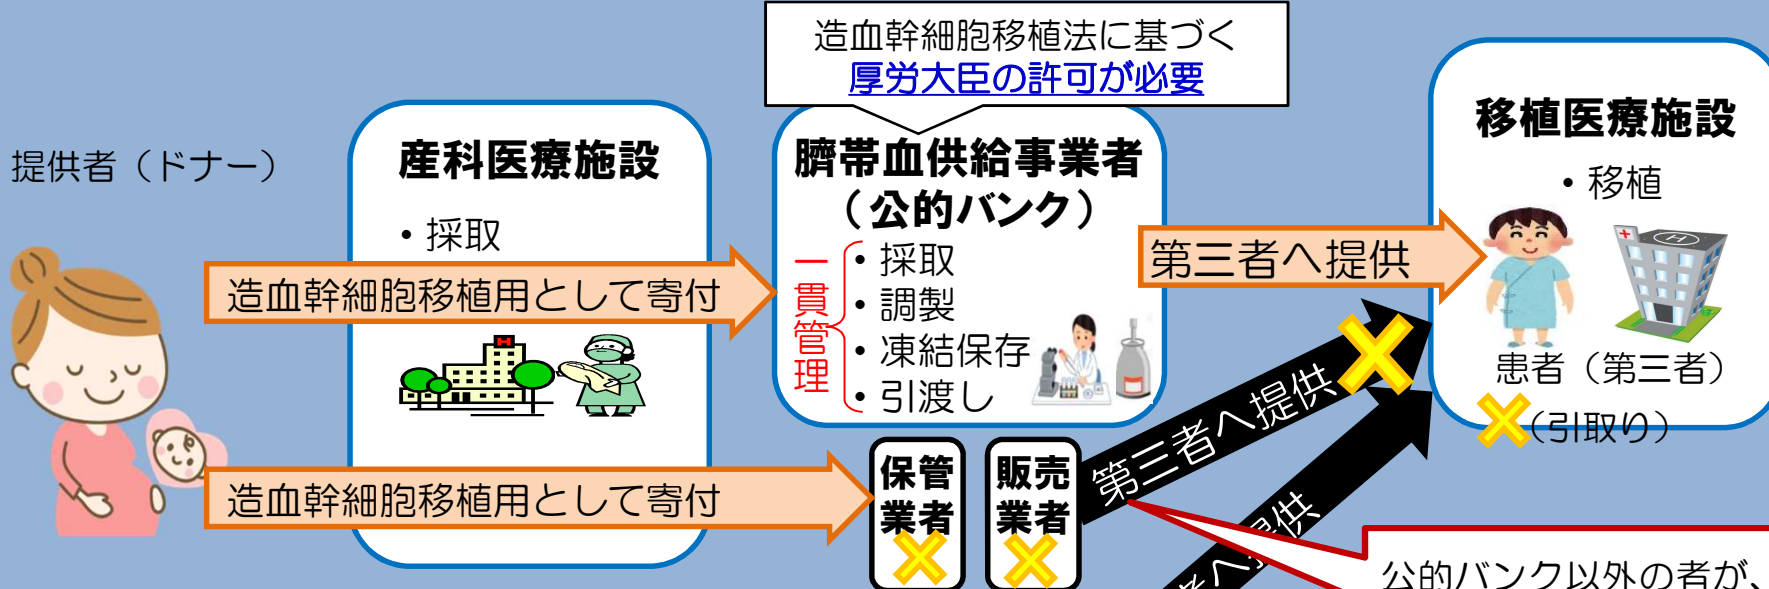 造血幹細胞移植法に基づく
厚労大臣の許可が必要
提供者（ドナー）
産科医療施設
・採取
造血幹細胞移植用として寄付
臍帯血供給事業者
（公的バンク）
一貫管理
・採取
・調製
・凍結保存
・引渡し
第三者へ提供
移植医療施設
・移植
患者（第三者）
（引取り）
造血幹細胞移植用として寄付
保管
業者
販売
業者
第三者へ提供
者へ提供
公的バンク以外の者が、